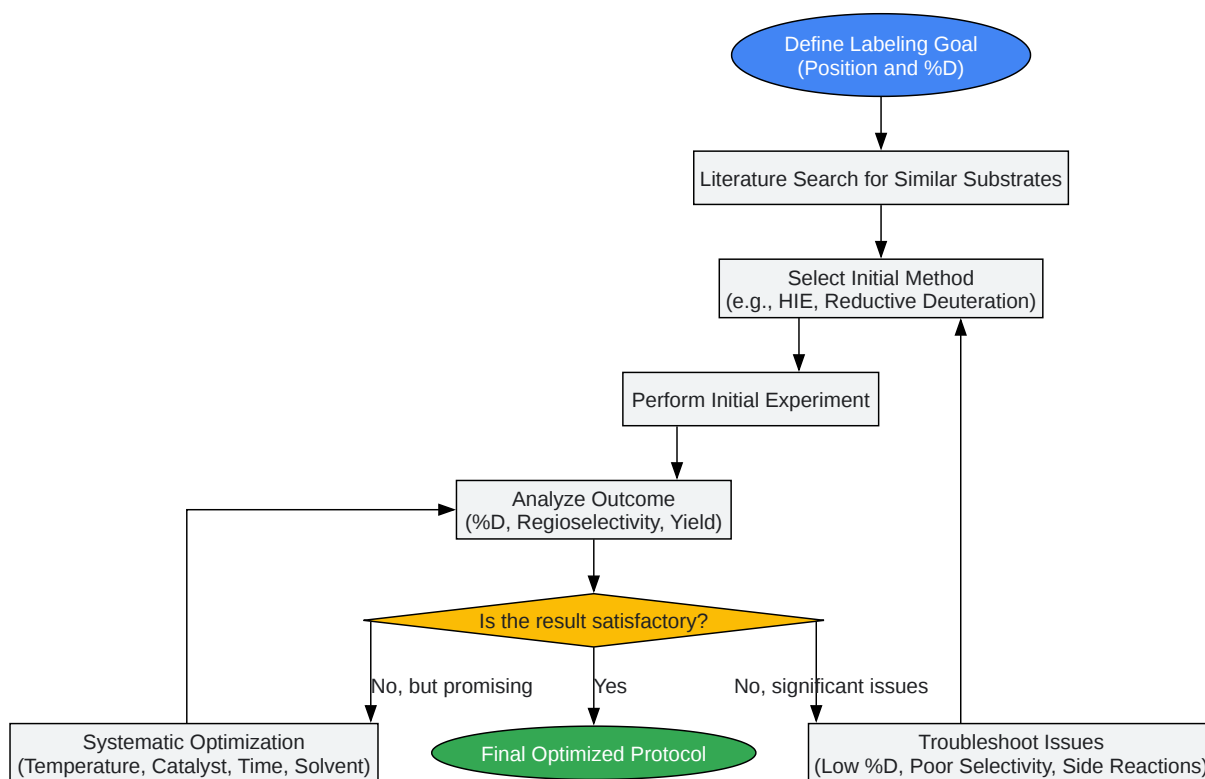 Define Labeling Goal
(Position and %D)
Literature Search for Similar Substrates
Select Initial Method
(e.g., HIE, Reductive Deuteration)
Perform Initial Experiment
Analyze Outcome
(%D, Regioselectivity, Yield)
Is the result satisfactory?
No, but promising
Yes
No, significant issues
Systematic Optimization
(Temperature, Catalyst, Time, Solvent)
Final Optimized Protocol
Troubleshoot Issues
(Low %D, Poor Selectivity, Side Reactions)